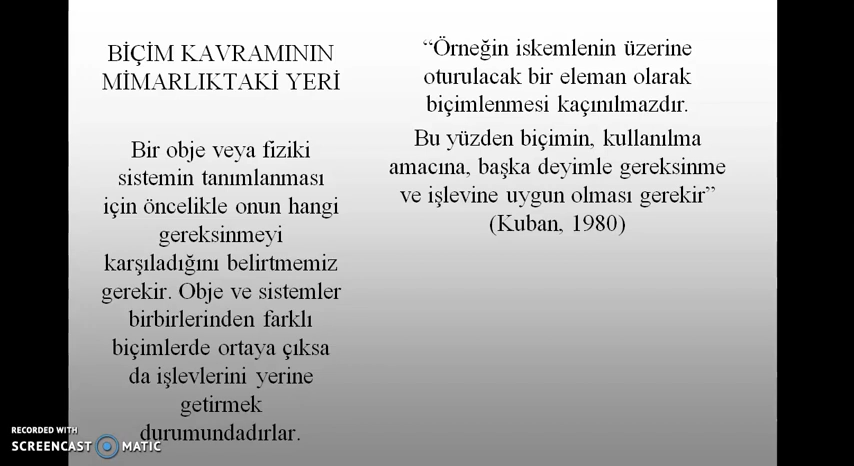 BİÇİM KAVRAMININ
MİMARLIKTAKİ YERİ
Bir obje veya fiziki
sistemin tanımlanması
için öncelikle onun hangi
gereksinmeyi
karşıladığını belirtmemiz
gerekir. Obje ve sistemler
birbirlerinden farklı
biçimlerde ortaya çıksa
da işlevlerini yerine
getirmek
durumundadırlar.
“Örneğin iskemlenin üzerine
oturulacak bir eleman olarak
biçimlenmesi kaçınılmazdır.
Bu yüzden biçimin, kullanılma
amacına, başka deyimle gereksinme
ve işlevine uygun olması gerekir”
(Kuban, 1980)
RECORDED WITH
SCREENCAST MATIC